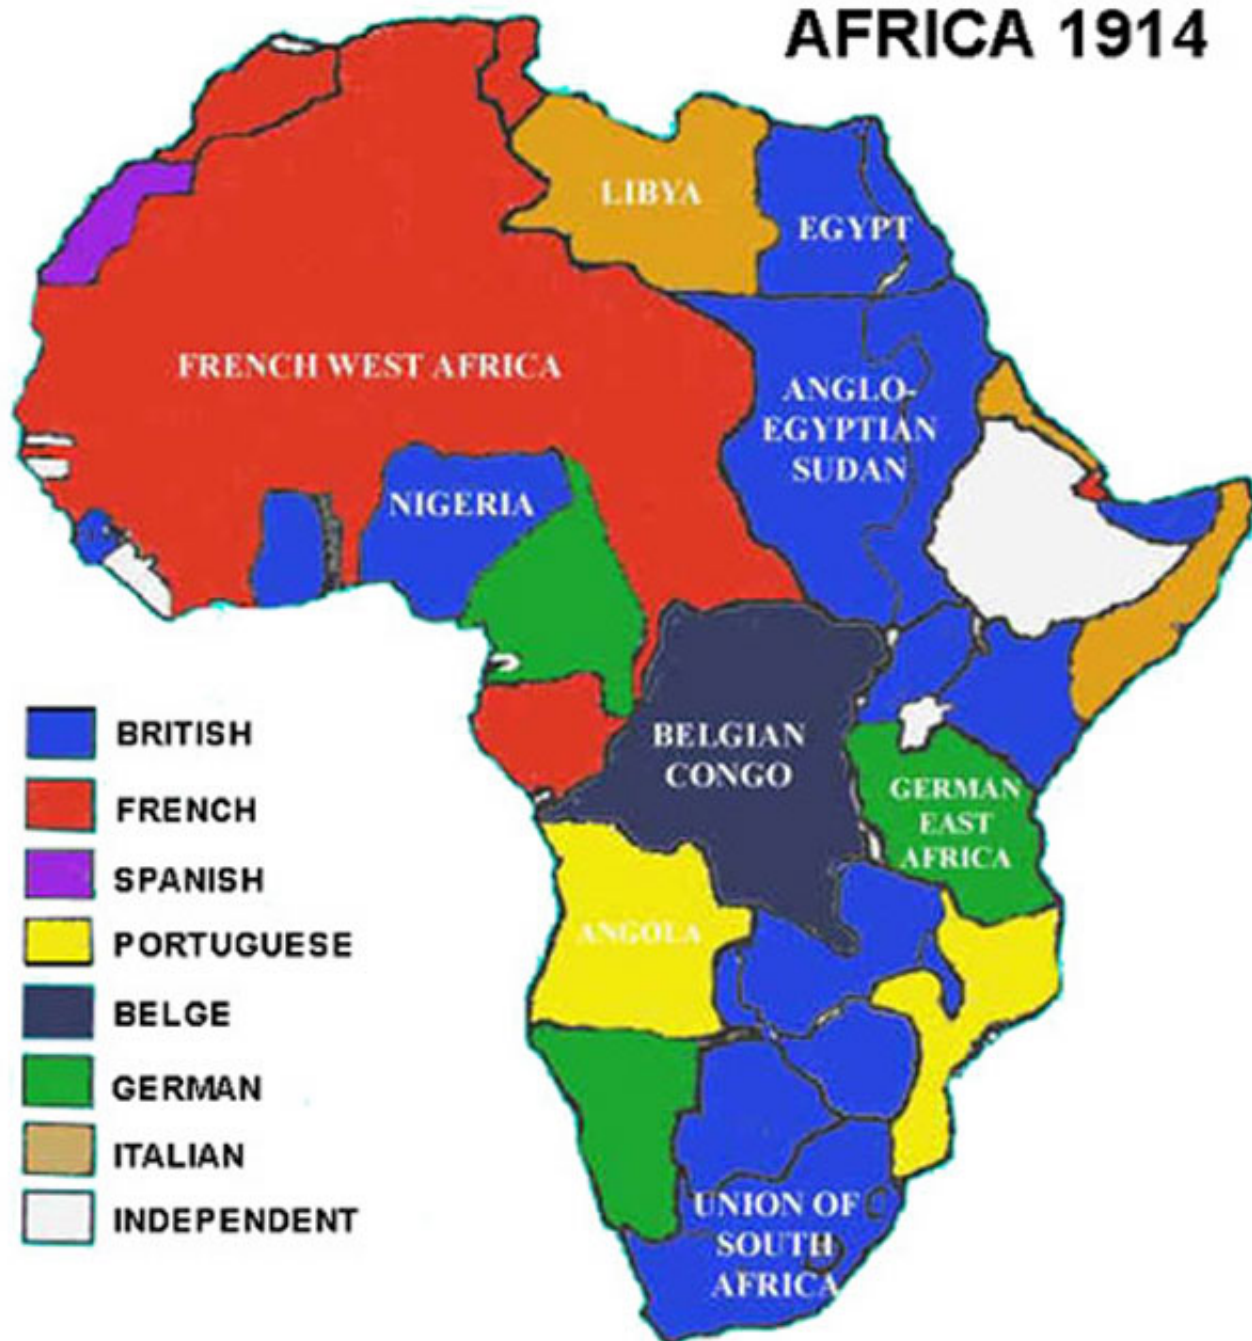 AFRICA 1914
LIBYA
EGYPT
FRENCH WEST AFRICA
ANGLO-
EGYPTIAN
SUDAN
NIGERIA
BELGIAN
CONGO
GERMAN
EAST
AFRICA
ANGOLA
UNION OF
SOUTH
AFRICA
BRITISH
FRENCH
SPANISH
PORTUGUESE
BELGE
GERMAN
ITALIAN
INDEPENDENT